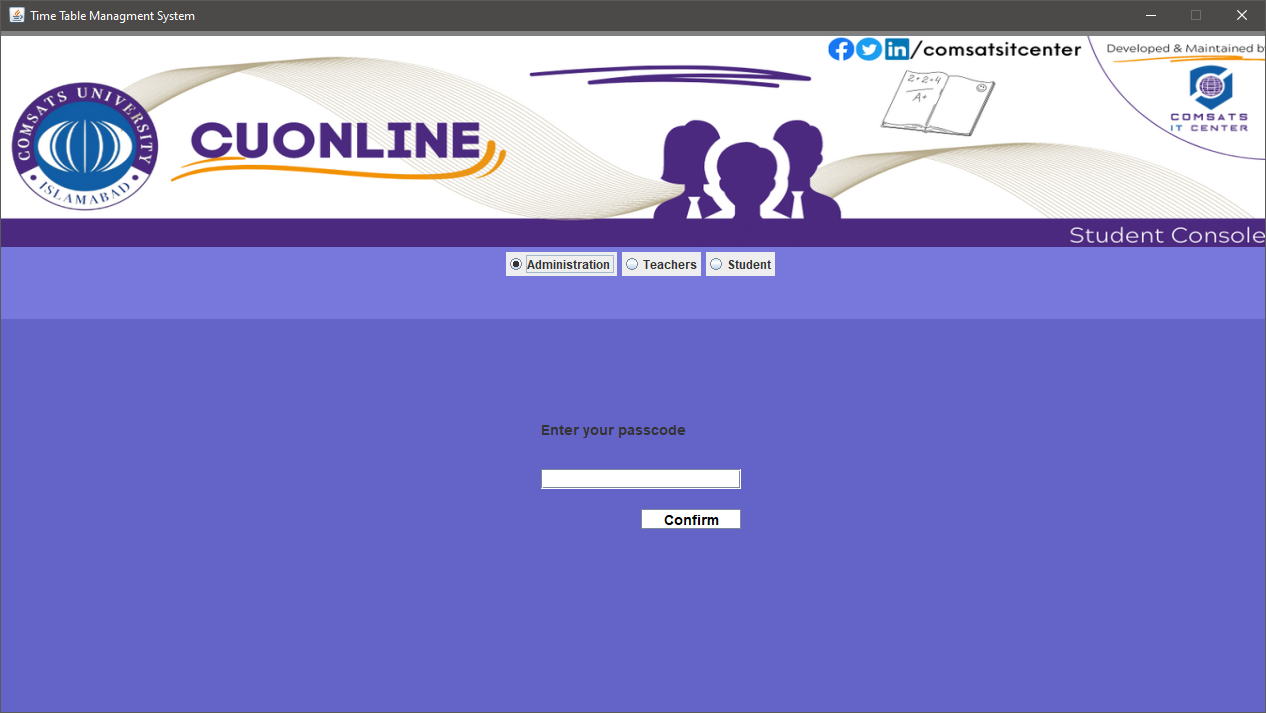 Time Table Managment System
/comsatsitcenter
Developed & Maintained b
2+2=4
A+
COMSATS UNIVERSITY
ISLAMABAD
CUONLINE
COMSATS
IT CENTER
Student Console
Administration
Teachers
Student
Enter your passcode
Confirm